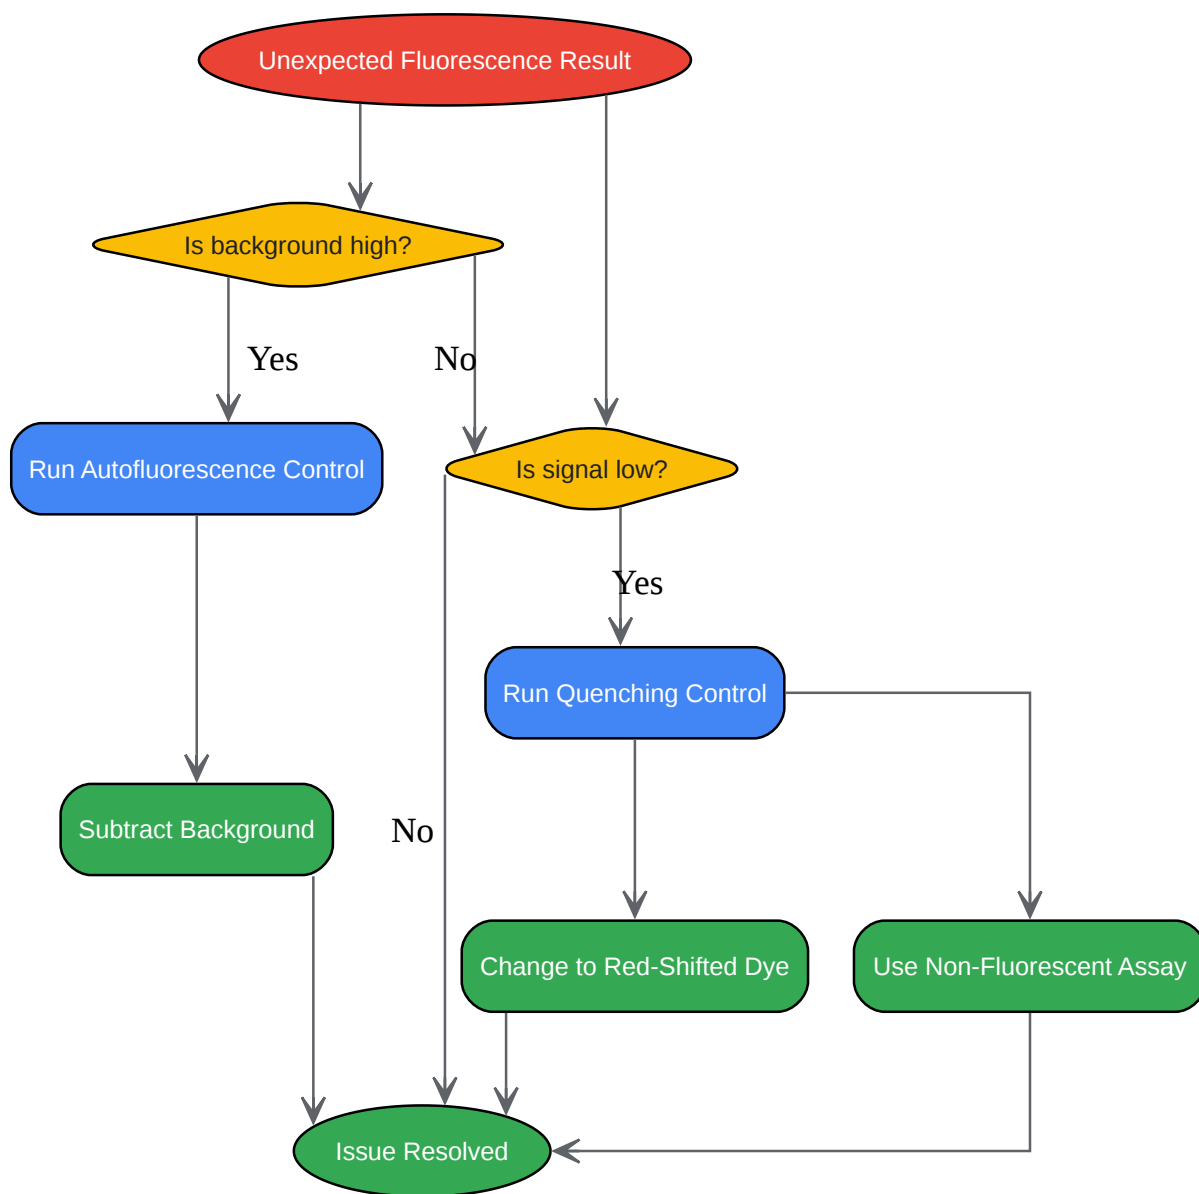 Unexpected Fluorescence Result
Is background high?
Yes
No
Run Autofluorescence Control
Is signal low?
Yes
Run Quenching Control
Subtract Background
No
Change to Red-Shifted Dye
Use Non-Fluorescent Assay
Issue Resolved